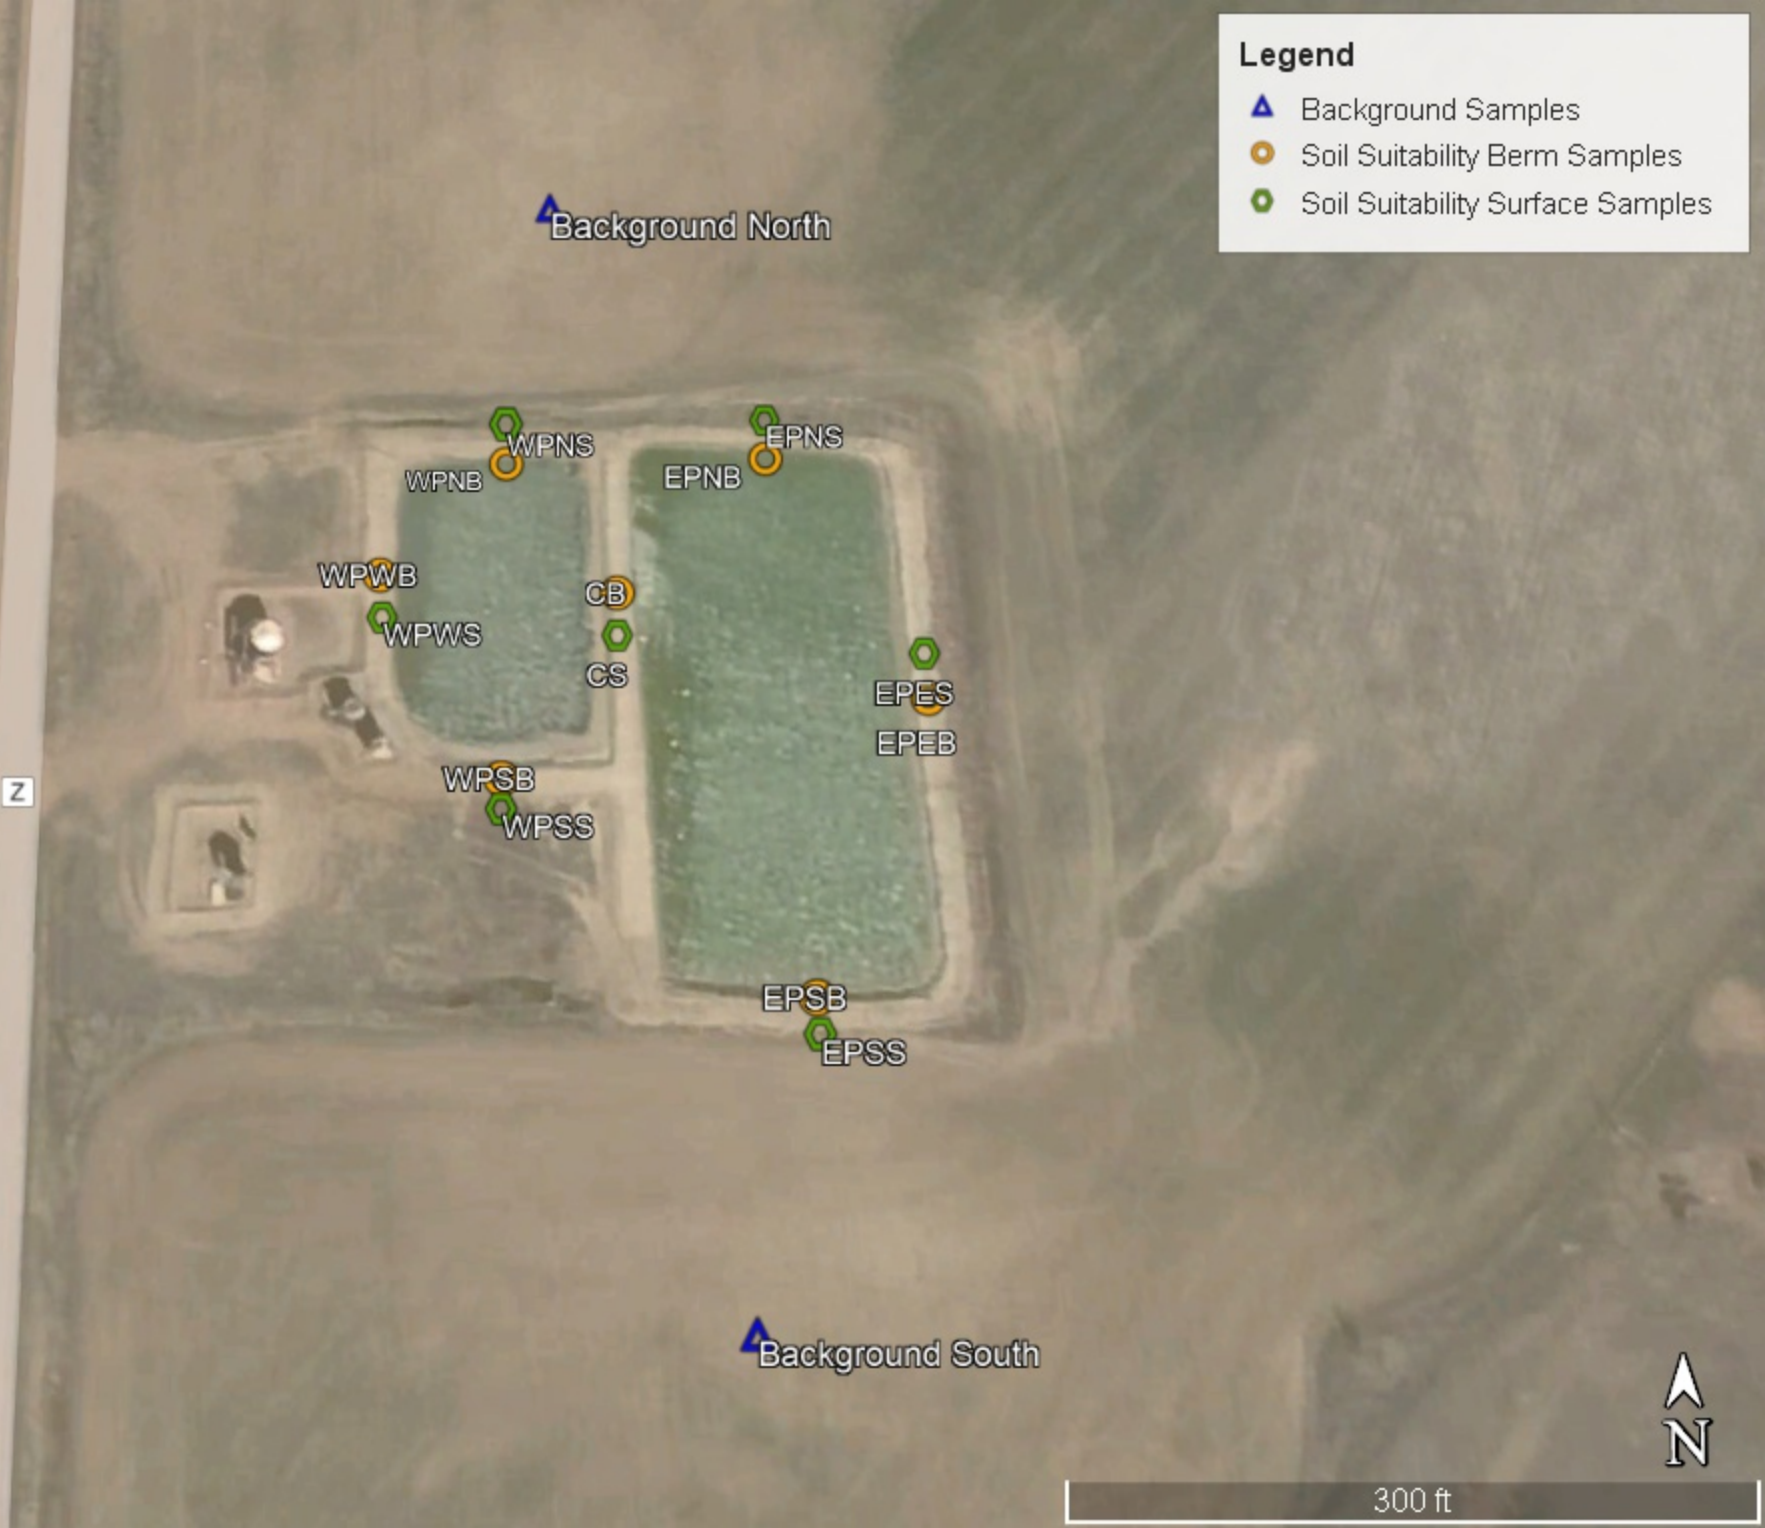 Legend
Background Samples
Soil Suitability Berm Samples
Soil Suitability Surface Samples
Background North
WPNS
EPNS
WPNB
EPNB
WPWB
CB
WPWS
CS
EPES
EPEB
WPSB
Z
WPSS
EPSB
EPSS
Background South
N
300 ft